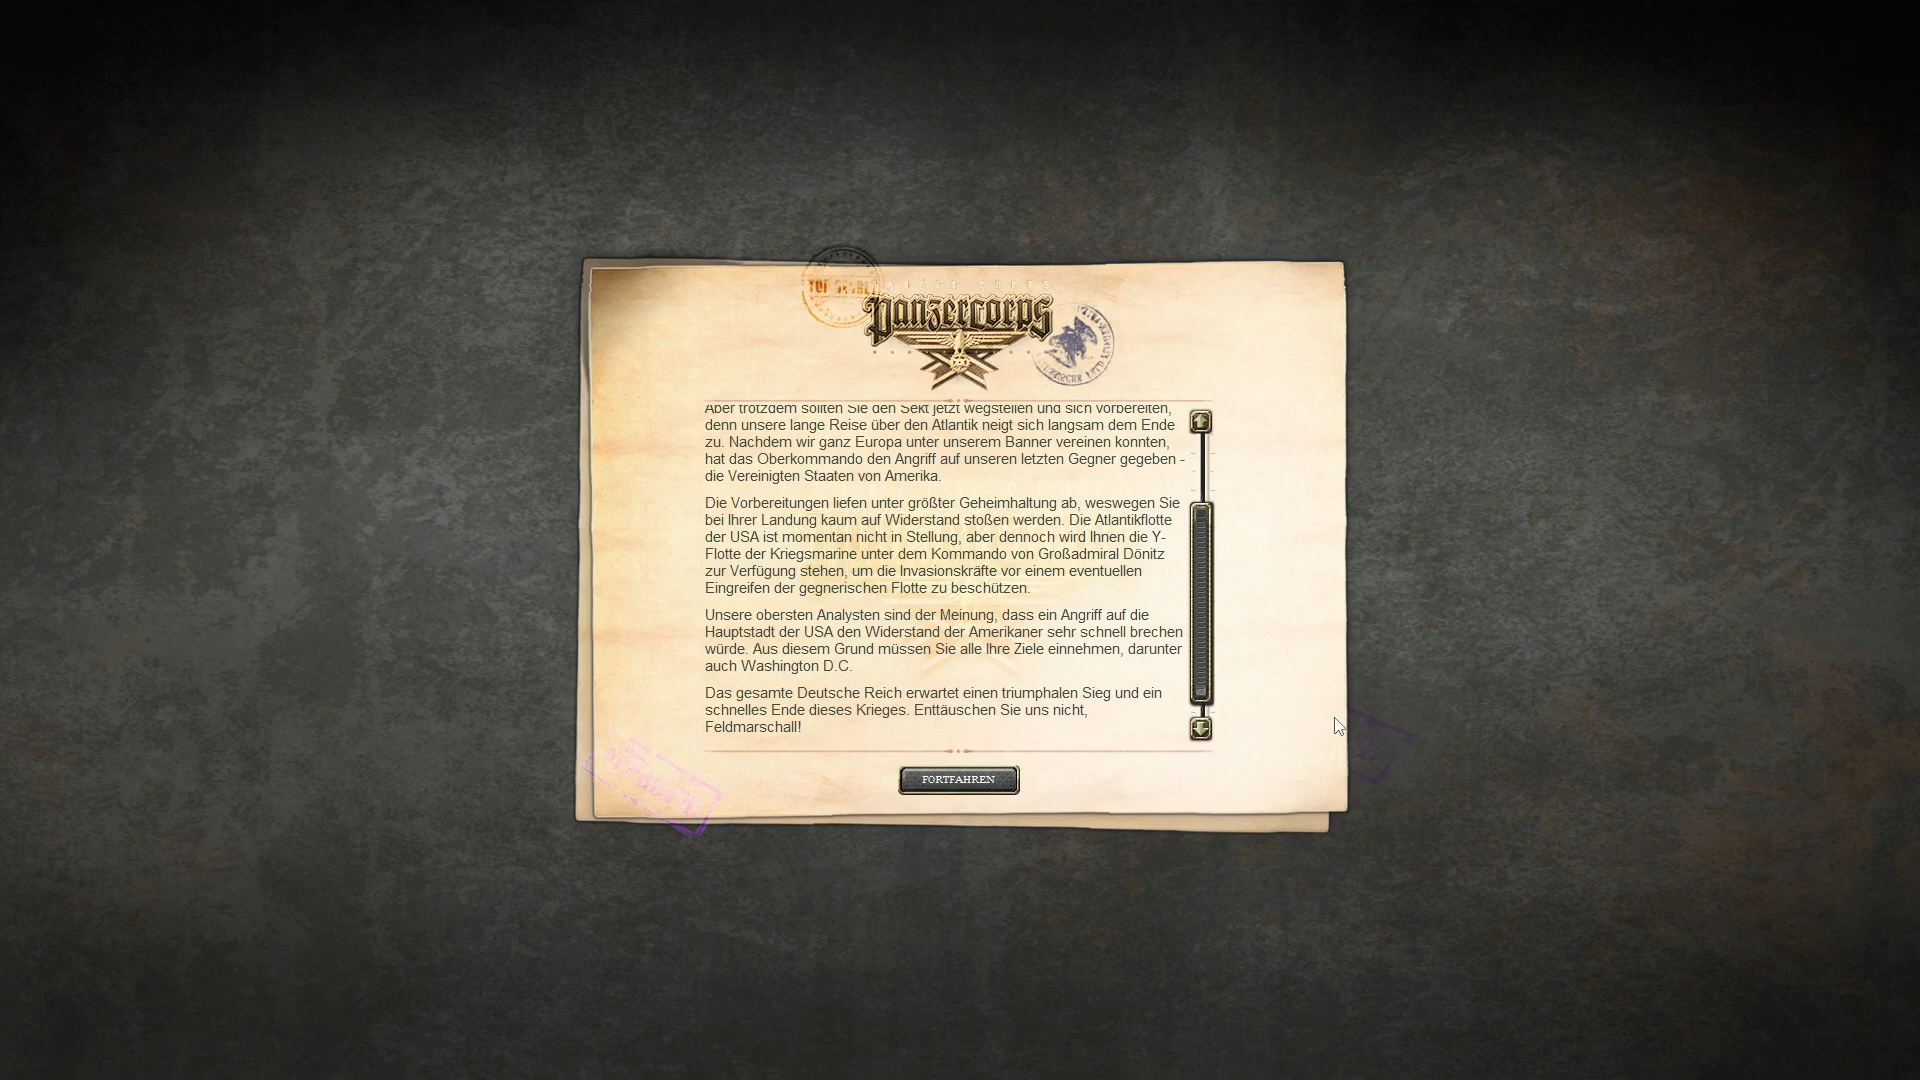 TOP SECRET
Panzercorps
Aber trotzdem sollten Sie den Sekt jetzt wegstellen und sich vorbereiten,
denn unsere lange Reise über den Atlantik neigt sich langsam dem Ende
zu. Nachdem wir ganz Europa unter unserem Banner vereinen konnten,
hat das Oberkommando den Angriff auf unseren letzten Gegner gegeben -
die Vereinigten Staaten von Amerika.
Die Vorbereitungen liefen unter größter Geheimhaltung ab, weswegen Sie
bei Ihrer Landung kaum auf Widerstand stoßen werden. Die Atlantikflotte
der USA ist momentan nicht in Stellung, aber dennoch wird Ihnen die Y-
Flotte der Kriegsmarine unter dem Kommando von Großadmiral Dönitz
zur Verfügung stehen, um die Invasionskräfte vor einem eventuellen
Eingreifen der gegnerischen Flotte zu beschützen.
Unsere obersten Analysten sind der Meinung, dass ein Angriff auf die
Hauptstadt der USA den Widerstand der Amerikaner sehr schnell brechen
würde. Aus diesem Grund müssen Sie alle Ihre Ziele einnehmen, darunter
auch Washington D.C.
Das gesamte Deutsche Reich erwartet einen triumphalen Sieg und ein
schnelles Ende dieses Krieges. Enttäuschen Sie uns nicht,
Feldmarschall!
FORTFAHREN